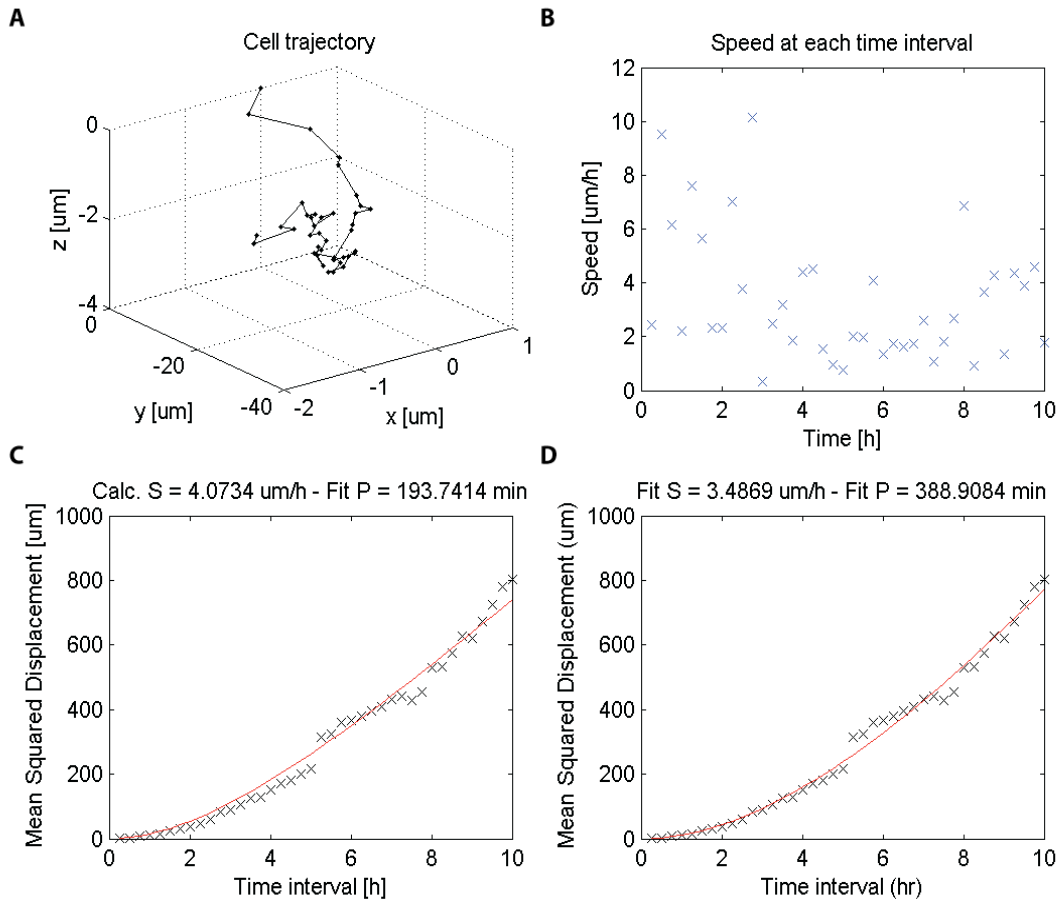 A
Cell trajectory
0
-2
-4
z [um]
0
-20
-40
y [um]
-2
-1
0
1
x [um]
B
Speed at each time interval
12
10
8
6
4
2
0
Speed [um/h]
0
2
4
6
8
10
Time [h]
C
Calc. S = 4.0734 um/h - Fit P = 193.7414 min
1000
800
600
400
200
0
Mean Squared Displacement [um]
0
2
4
6
8
10
Time interval [h]
D
Fit S = 3.4869 um/h - Fit P = 388.9084 min
1000
800
600
400
200
0
Mean Squared Displacement (um)
0
2
4
6
8
10
Time interval (hr)